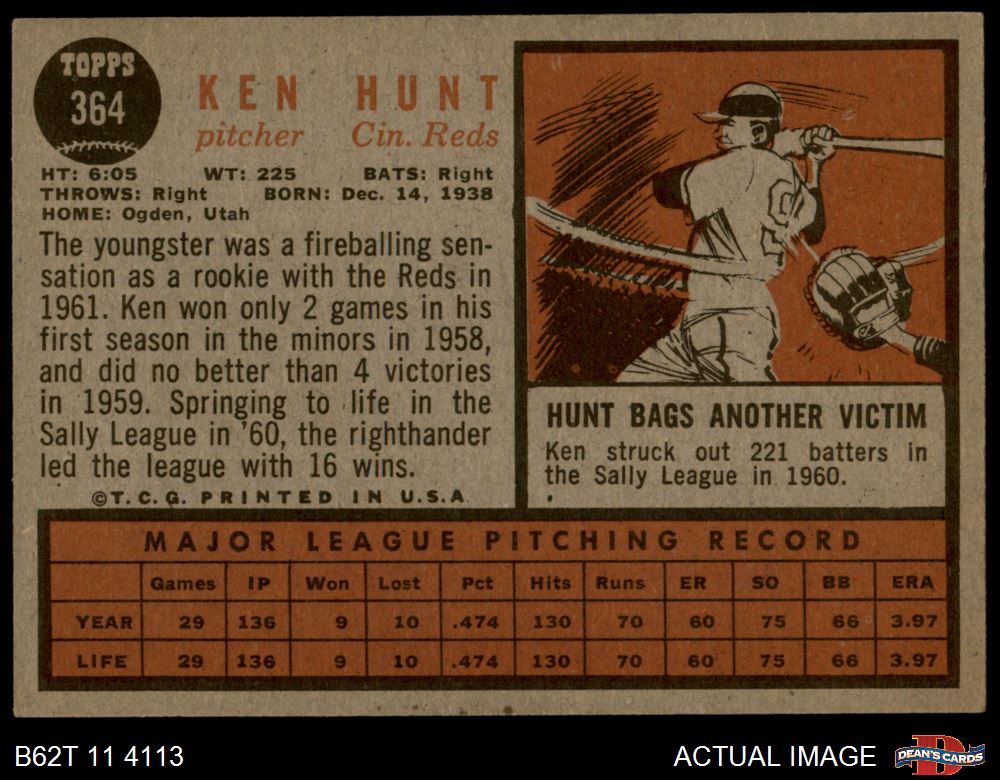 TOPPS
364
KEN HUNT
pitcher Cin. Reds
HT: 6:05 WT: 225 BATS: Right
THROWS: Right BORN: Dec. 14, 1938
HOME: Ogden, Utah
The youngster was a fireballing sen-
sation as a rookie with the Reds in
1961. Ken won only 2 games in his
first season in the minors in 1958,
and did no better than 4 victories
in 1959. Springing to life in the
Sally League in '60, the righthander
led the league with 16 wins.
©T.C.G. PRINTED IN U.S.A
HUNT BAGS ANOTHER VICTIM
Ken struck out 221 batters in
the Sally League in 1960.
MAJOR LEAGUE PITCHING RECORD
Games IP Won Lost Pct Hits Runs ER SO BB ERA
YEAR 29 136 9 10 .474 130 70 60 75 66 3.97
LIFE 29 136 9 10 .474 130 70 60 75 66 3.97
B62T 11 4113 ACTUAL IMAGE DEAN'S CARDS